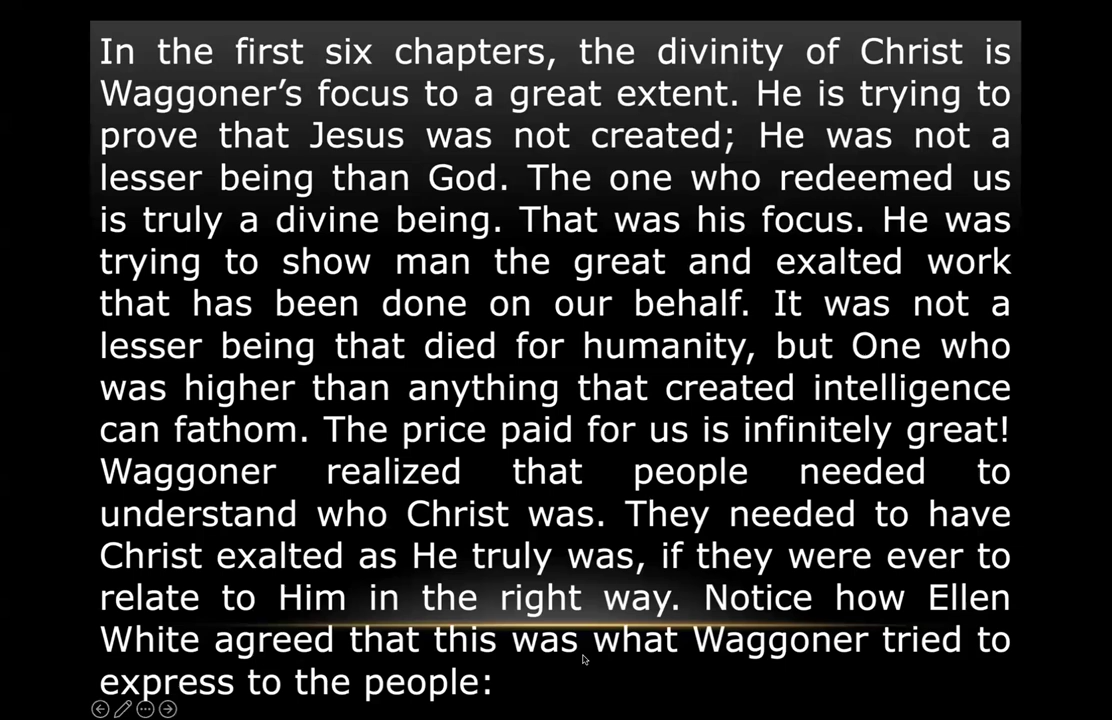 In the first six chapters, the divinity of Christ is
Waggoner’s focus to a great extent. He is trying to
prove that Jesus was not created; He was not a
lesser being than God. The one who redeemed us
is truly a divine being. That was his focus. He was
trying to show man the great and exalted work
that has been done on our behalf. It was not a
lesser being that died for humanity, but One who
was higher than anything that created intelligence
can fathom. The price paid for us is infinitely great!
Waggoner realized that people needed to
understand who Christ was. They needed to have
Christ exalted as He truly was, if they were ever to
relate to Him in the right way. Notice how Ellen
White agreed that this was what Waggoner tried to
express to the people: